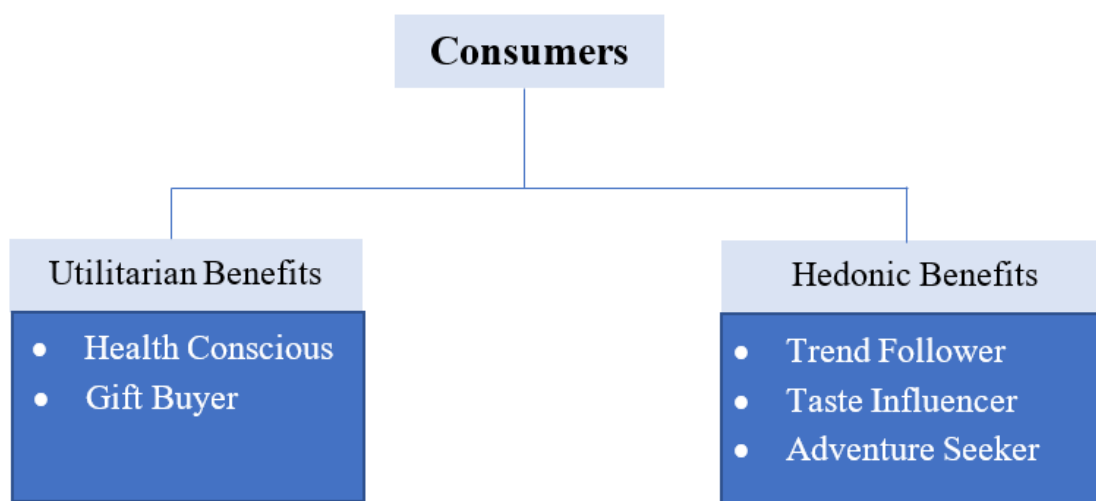 Consumers
Utilitarian Benefits
• Health Conscious
• Gift Buyer
Hedonic Benefits
• Trend Follower
• Taste Influencer
• Adventure Seeker